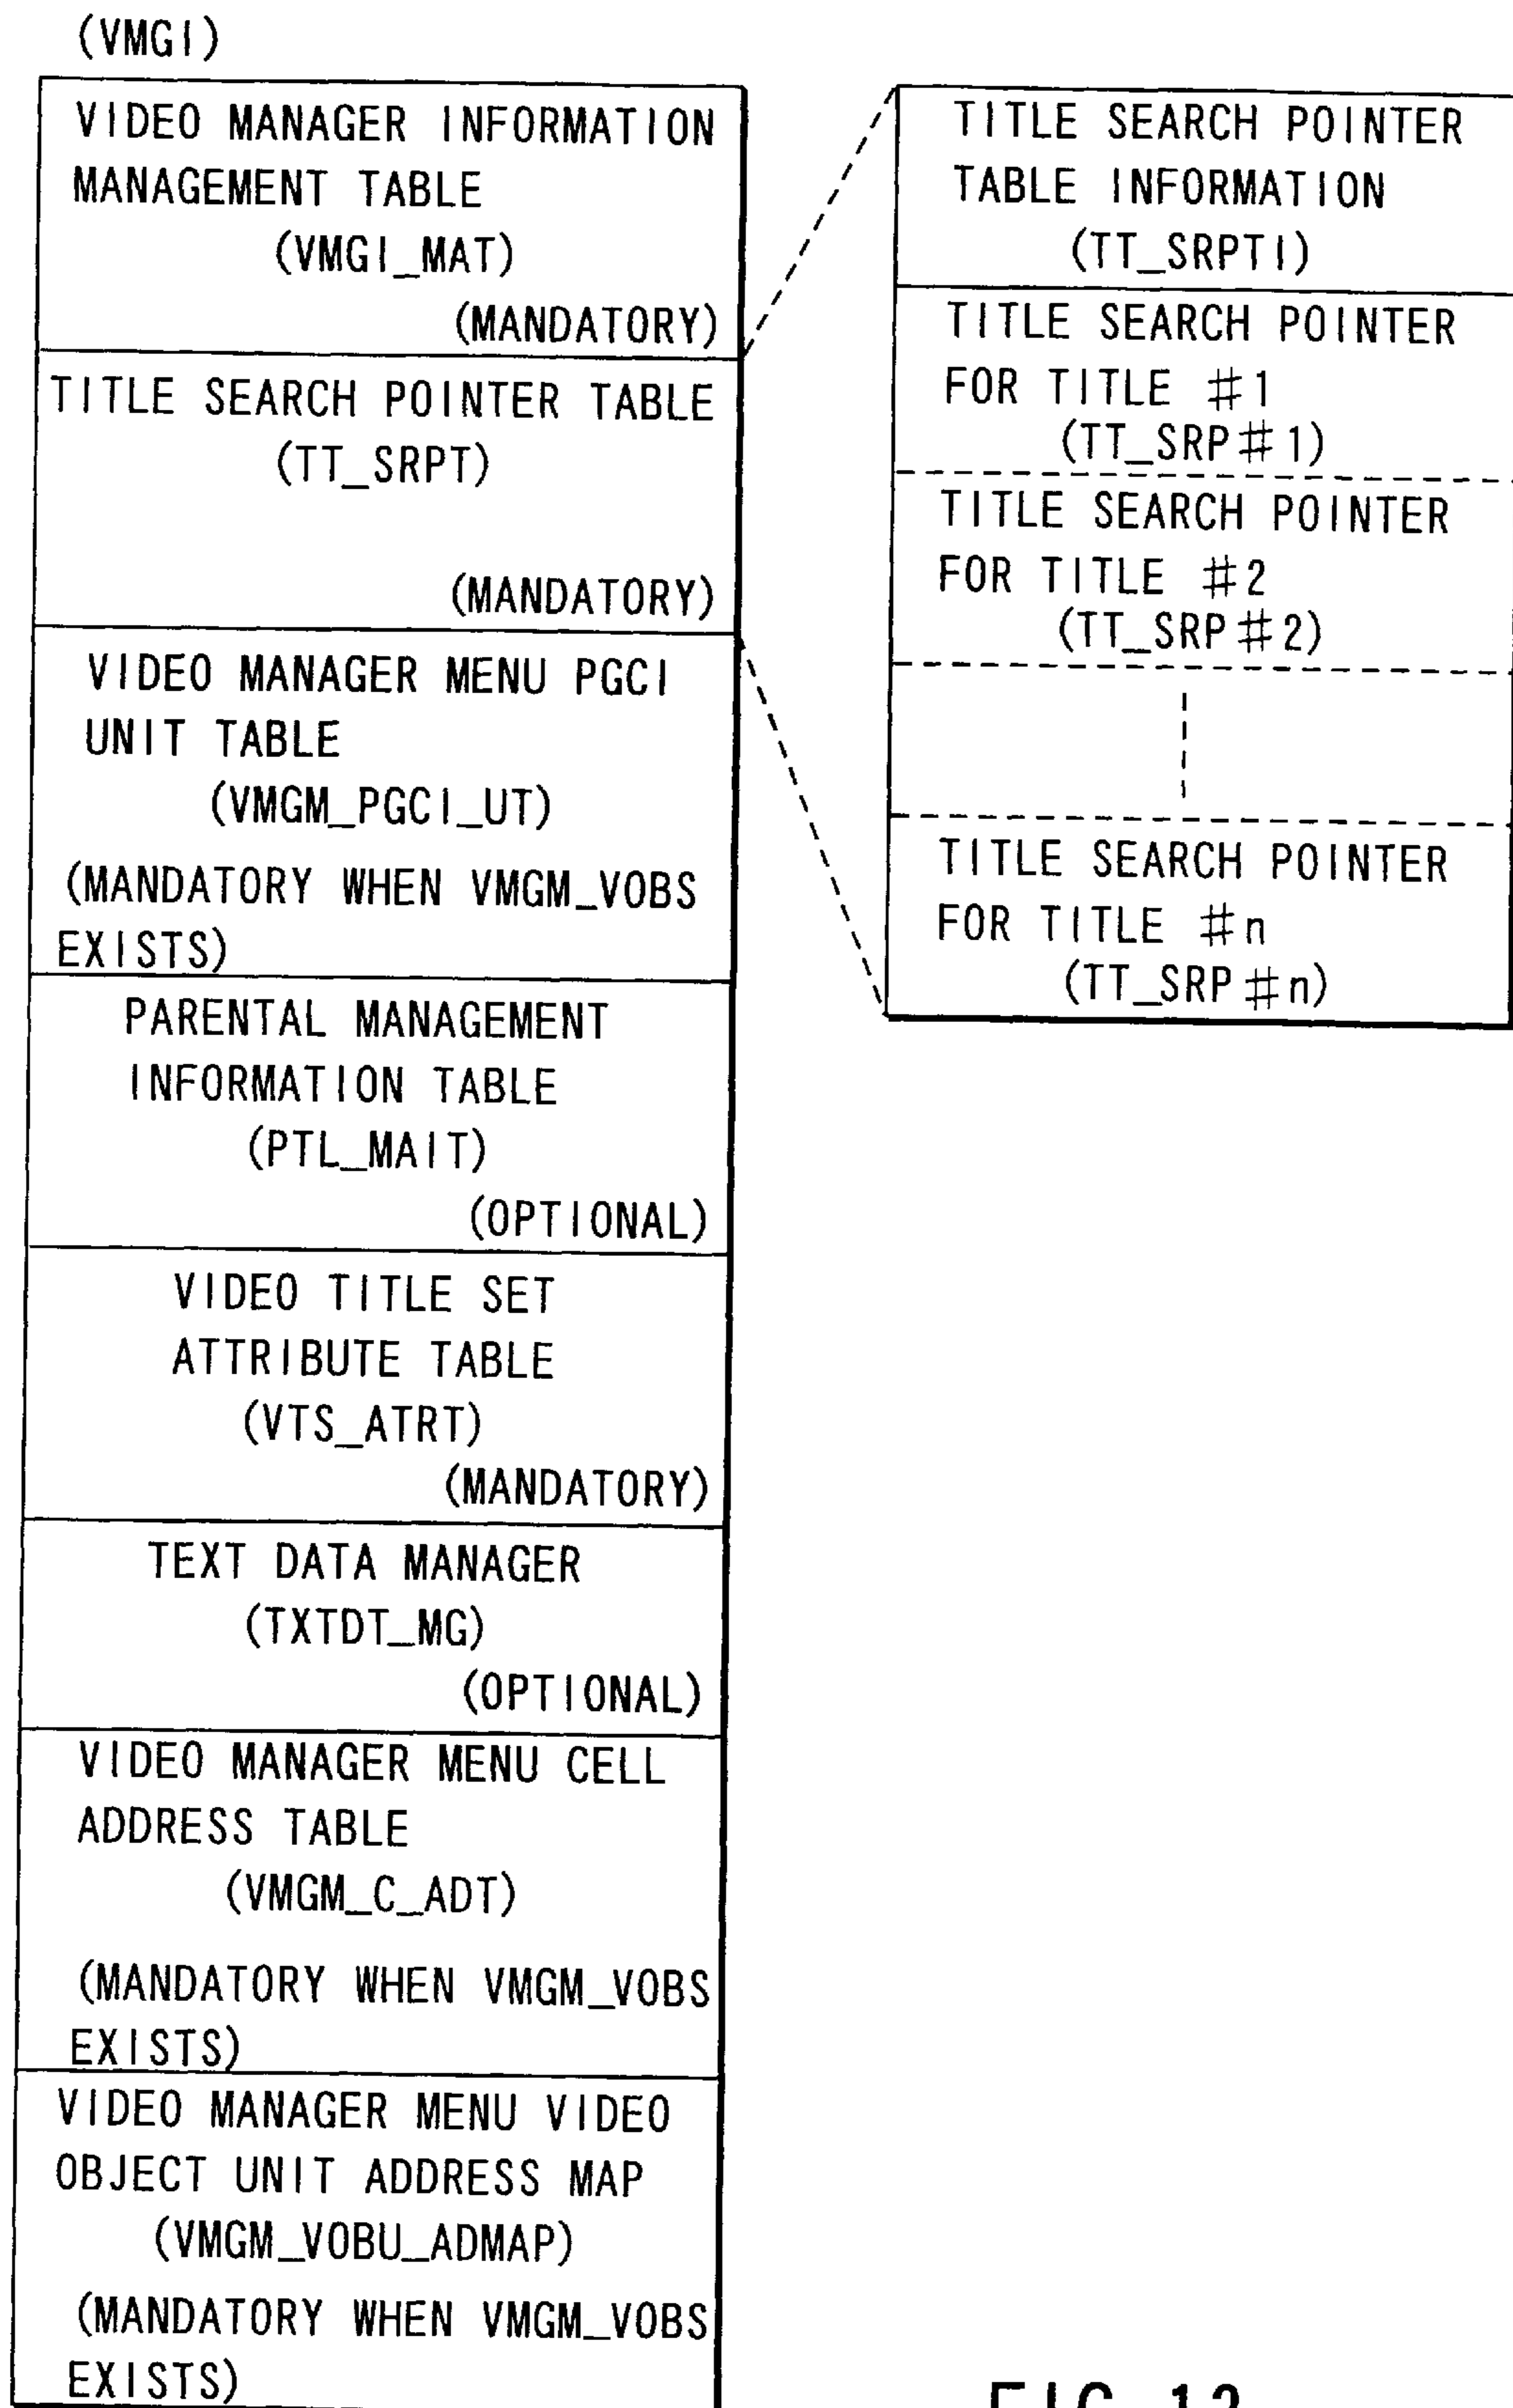 (VMGI)
VIDEO MANAGER INFORMATION
MANAGEMENT TABLE
(VMGI_MAT)
(MANDATORY)
TITLE SEARCH POINTER TABLE
(TT_SRPT)
(MANDATORY)
VIDEO MANAGER MENU PGCI
UNIT TABLE
(VMGM_PGCI_UT)
(MANDATORY WHEN VMGM_VOBS
EXISTS)
PARENTAL MANAGEMENT
INFORMATION TABLE
(PTL_MAIT)
(OPTIONAL)
VIDEO TITLE SET
ATTRIBUTE TABLE
(VTS_ATRT)
(MANDATORY)
TEXT DATA MANAGER
(TXTDT_MG)
(OPTIONAL)
VIDEO MANAGER MENU CELL
ADDRESS TABLE
(VMGM_C_ADT)
(MANDATORY WHEN VMGM_VOBS
EXISTS)
VIDEO MANAGER MENU VIDEO
OBJECT UNIT ADDRESS MAP
(VMGM_VOBU_ADMAP)
(MANDATORY WHEN VMGM_VOBS
EXISTS)
TITLE SEARCH POINTER
TABLE INFORMATION
(TT_SRPTI)
TITLE SEARCH POINTER
FOR TITLE #1
(TT_SRP#1)
TITLE SEARCH POINTER
FOR TITLE #2
(TT_SRP#2)
TITLE SEARCH POINTER
FOR TITLE #n
(TT_SRP#n)